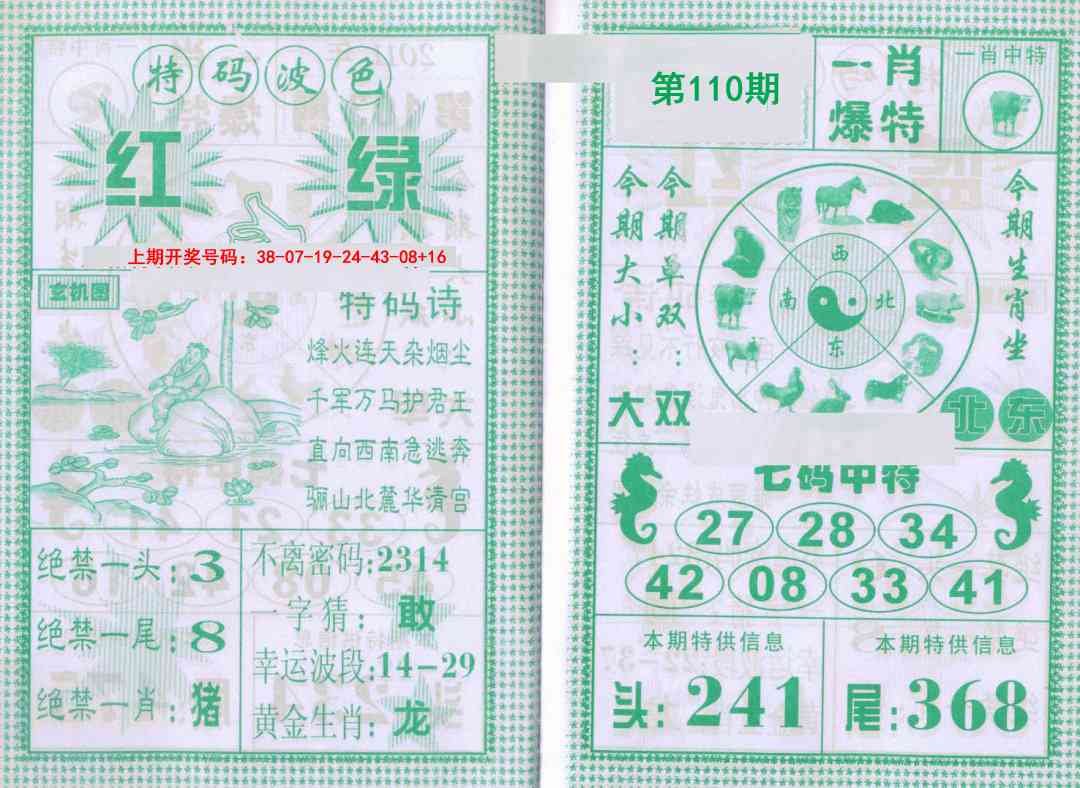 特码波色
红
绿
上期开奖号码：38-07-19-24-43-08+16
玄机图
特码诗
烽火连天朵烟尘
千军万马护君王
直向西南急逃奔
骊山北麓华清宫
绝禁一头:3
绝禁一尾:8
绝禁一肖:猪
不离密码:2314
一字猜：敢
幸运波段:14-29
黄金生肖:龙
第110期
一肖
爆特
一肖中特
今期大小：大
今期单双：双
西
南
北
东
今期生肖坐
北东
七码中特
27
28
34
42
08
33
41
本期特供信息
头:241
本期特供信息
尾:368